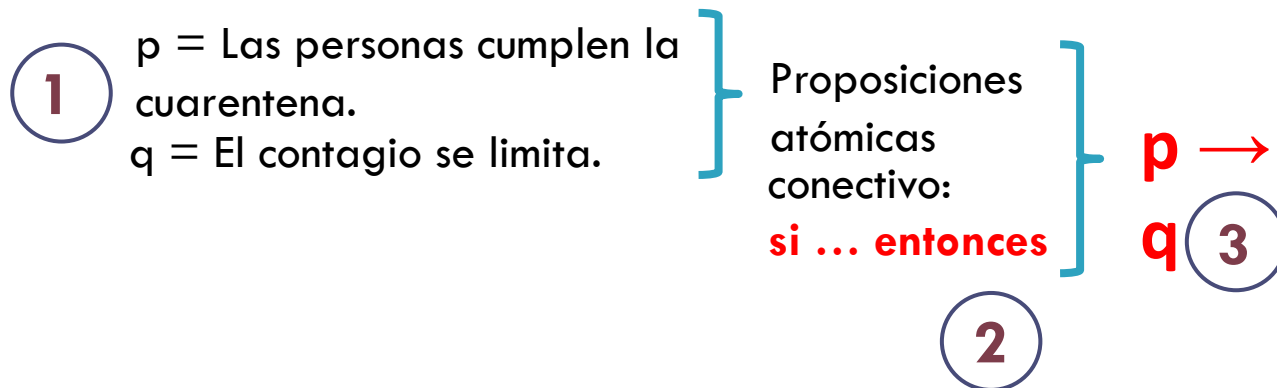 1
p = Las personas cumplen la
cuarentena.
q = El contagio se limita.
Proposiciones
atómicas
conectivo:
si ... entonces
2
p →
q
3